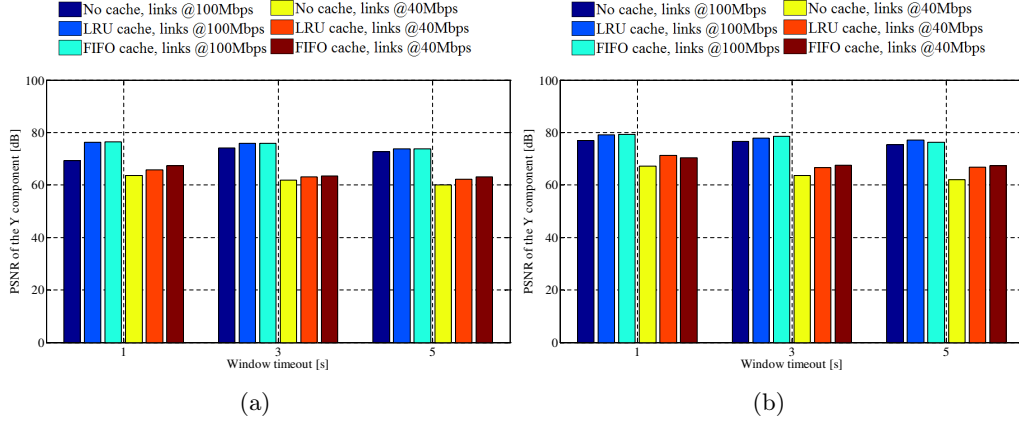 No cache, links @100Mbps No cache, links @40Mbps
LRU cache, links @100Mbps LRU cache, links @40Mbps
FIFO cache, links @100Mbps FIFO cache, links @40Mbps
100
80
60
40
20
0
PSNR of the Y component [dB]
1 3 5
Window timeout [s]
(a)
No cache, links @100Mbps No cache, links @40Mbps
LRU cache, links @100Mbps LRU cache, links @40Mbps
FIFO cache, links @100Mbps FIFO cache, links @40Mbps
100
80
60
40
20
0
PSNR of the Y component [dB]
1 3 5
Window timeout [s]
(b)